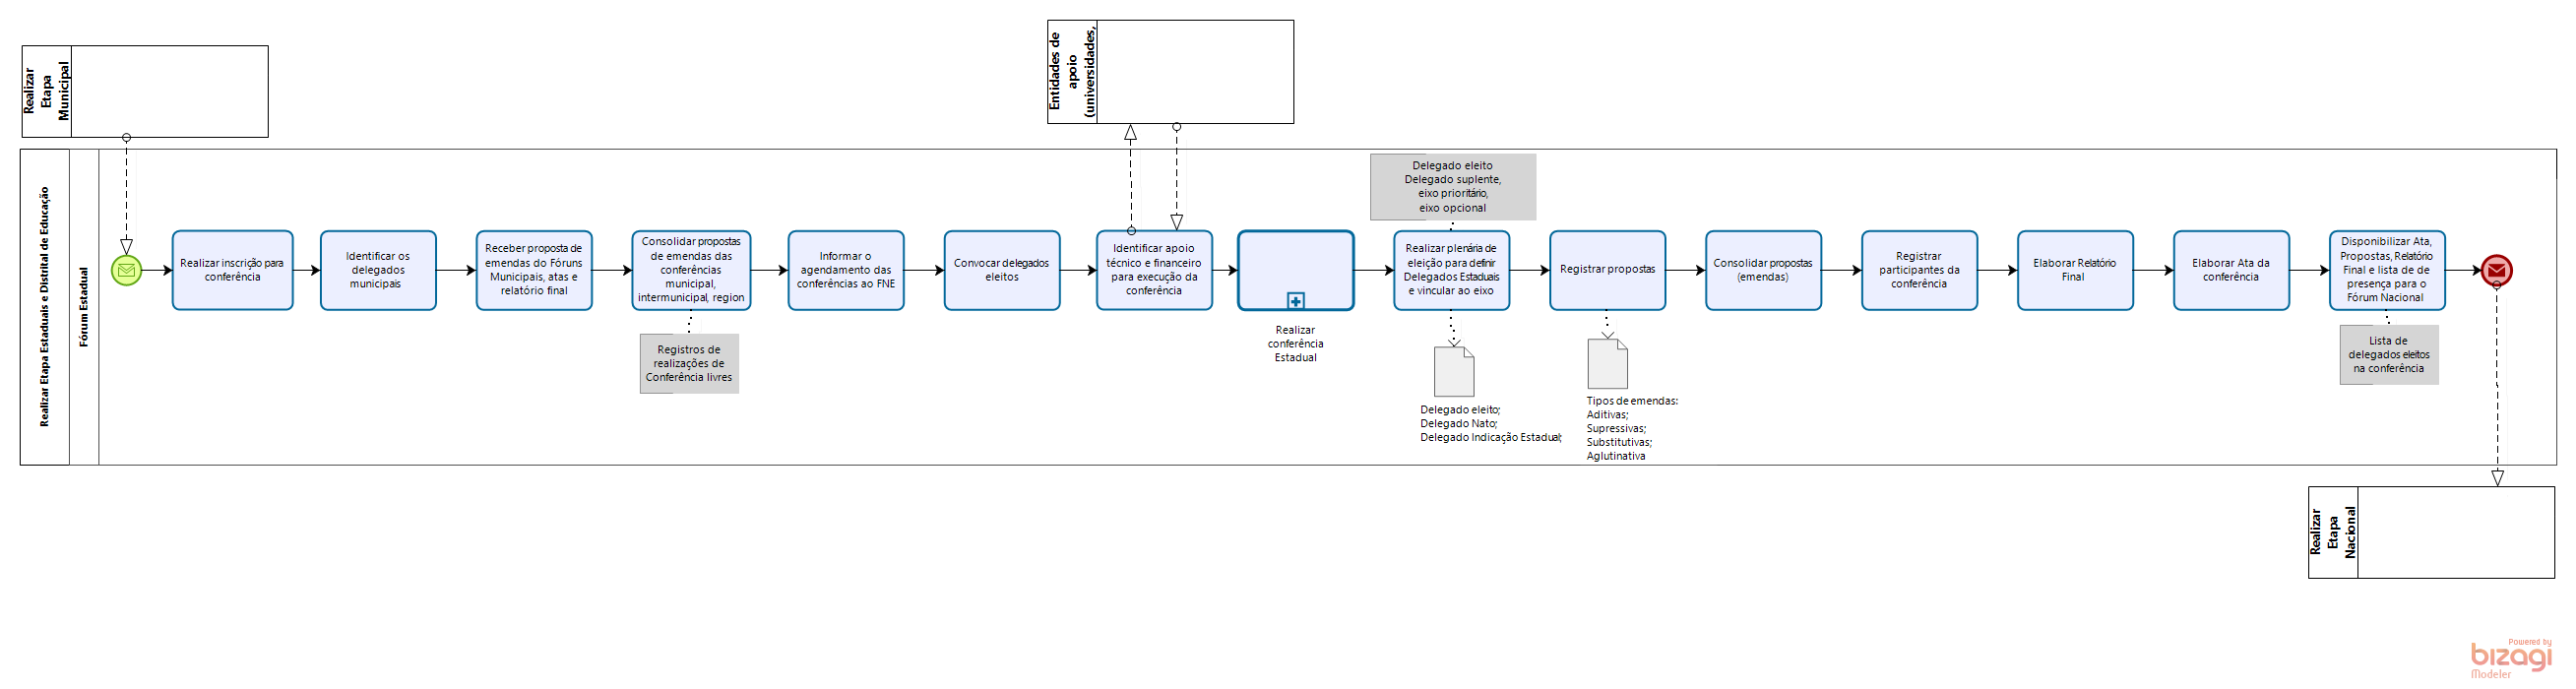 Realizar
Etapa
Municipal
Entidades de
apoio
(universidades,
Realizar Etapa Estaduais e Distrital de Educação
Fórum Estadual
Realizar inscrição para
conferência
Identificar os
delegados
municipais
Receber proposta de
emendas do Fóruns
Municipais, atas e
relatório final
Consolidar propostas
de emendas das
conferências
municipal,
intermunicipal, region
Registros de
realizações de
Conferência livres
Informar o
agendamento das
conferências ao FNE
Convocar delegados
eleitos
Identificar apoio
técnico e financeiro
para execução da
conferência
Realizar
conferência
Estadual
Delegado eleito
Delegado suplente,
eixo prioritário,
eixo opcional
Realizar plenária de
eleição para definir
Delegados Estaduais
e vincular ao eixo
Delegado eleito;
Delegado Nato;
Delegado Indicação Estadual;
Registrar propostas
Tipos de emendas:
Aditivas;
Supressivas;
Substitutivas;
Aglutinativa
Consolidar propostas
(emendas)
Registrar
participantes da
conferência
Elaborar Relatório
Final
Elaborar Ata da
conferência
Disponibilizar Ata,
Propostas, Relatório
Final e lista de de
presença para o
Fórum Nacional
Lista de
delegados eleitos
na conferência
Realizar
Etapa
Nacional
Powered by
bizagi
Modeler